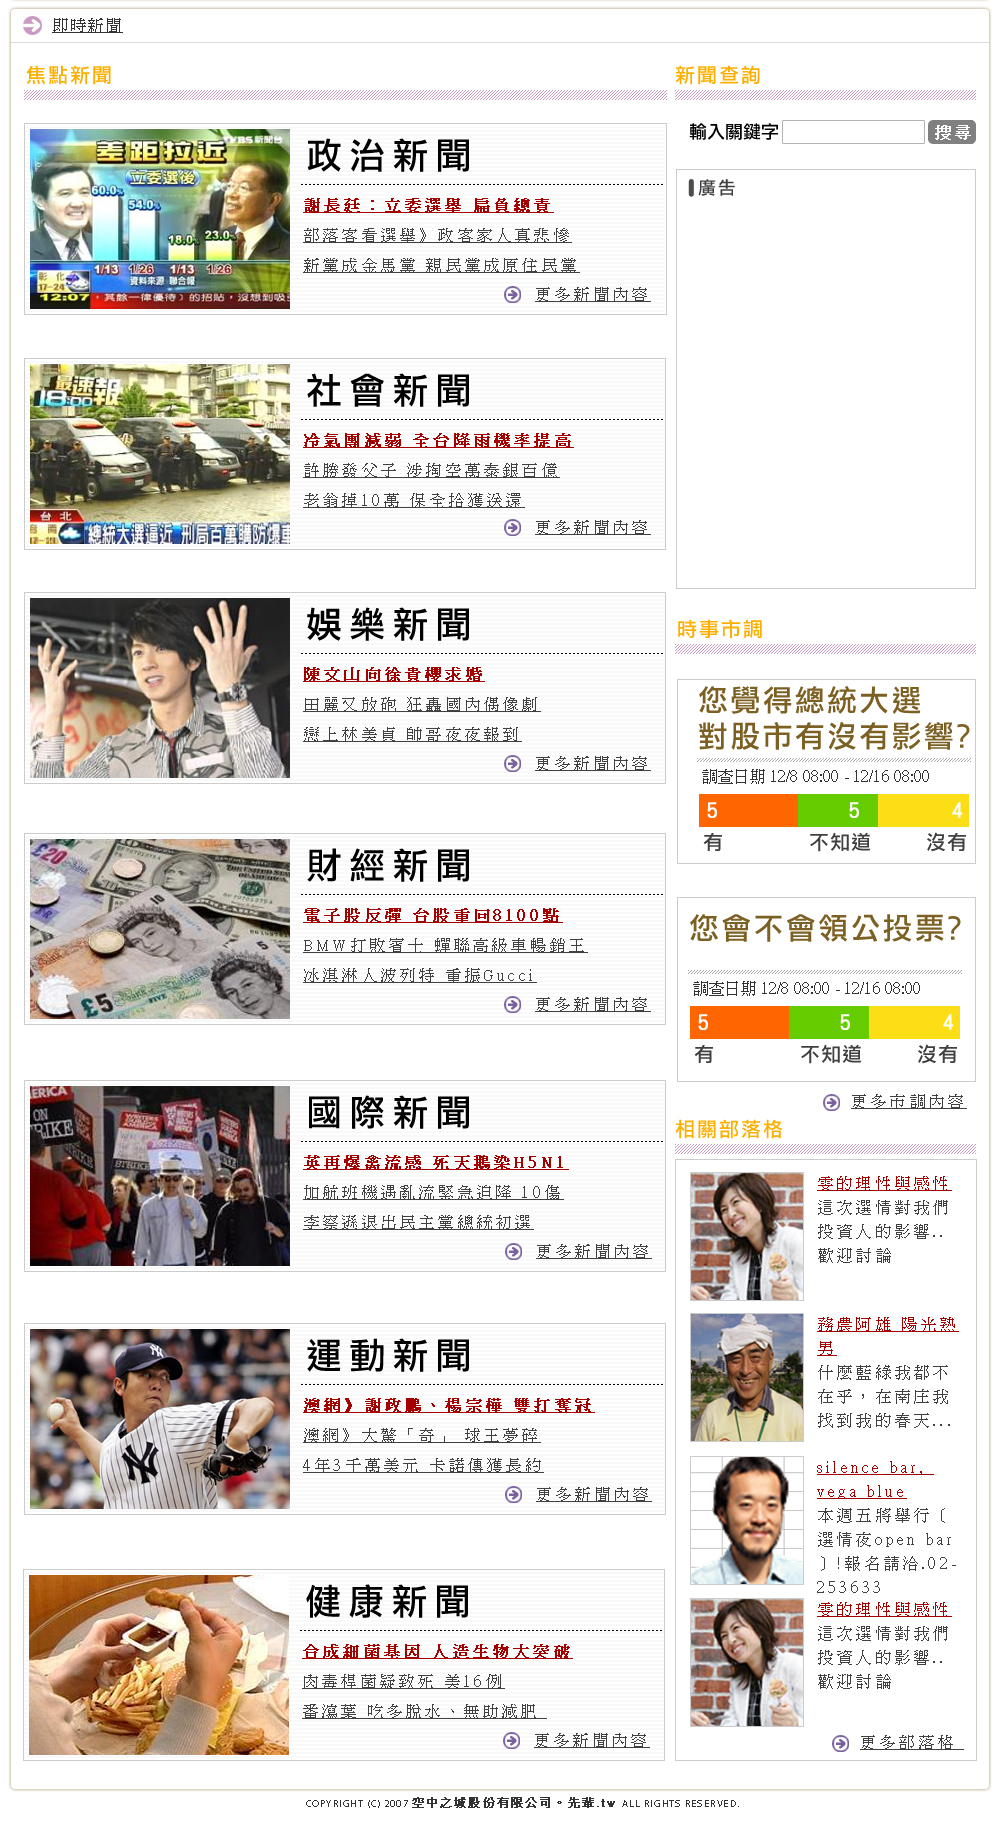 即時新聞
焦點新聞
政治新聞
TVBS 新聞台
差距拉近
立委選後
60.0%
54.0%
18.0%
23.0%
1/13 1/26 1/13 1/26
資料來源 聯合報
彰化
17-24
12:07
，其餘一律優待）的招貼，沒想到吸
謝長廷：立委選舉 扁負總責
部落客看選舉》政客家人真悲慘
新黨成金馬黨 親民黨成原住民黨
更多新聞內容
社會新聞
最速報
18:00
台北
總統大選逼近 刑局百萬購防爆車
冷氣團減弱 全台降雨機率提高
許勝發父子 涉掏空萬泰銀百億
老翁掉10萬 保全拾獲送還
更多新聞內容
娛樂新聞
陳文山向徐貴櫻求婚
田麗又放砲 狂轟國內偶像劇
戀上林美貞 帥哥夜夜報到
更多新聞內容
財經新聞
£20
10
£5
電子股反彈 台股重回8100點
BMW打敗賓士 蟬聯高級車暢銷王
冰淇淋人波列特 重振Gucci
更多新聞內容
國際新聞
ON
英再爆禽流感 死天鵝染H5N1
加航班機遇亂流緊急迫降 10傷
李察遜退出民主黨總統初選
更多新聞內容
運動新聞
澳網》謝政鵬、楊宗樺 雙打奪冠
澳網》大驚「奇」 球王夢碎
4年3千萬美元 卡諾傳獲長約
更多新聞內容
健康新聞
合成細菌基因 人造生物大突破
肉毒桿菌疑致死 美16例
番瀉葉 吃多脫水、無助減肥
更多新聞內容
新聞查詢
輸入關鍵字 搜尋
廣告
時事市調
您覺得總統大選
對股市有沒有影響?
調查日期 12/8 08:00 - 12/16 08:00
5 5 4
有 不知道 沒有
您會不會領公投票?
調查日期 12/8 08:00 - 12/16 08:00
5 5 4
有 不知道 沒有
更多市調內容
相關部落格
雯的理性與感性
這次選情對我們
投資人的影響..
歡迎討論
務農阿雄 陽光熟
男
什麼藍綠我都不
在乎，在南庄我
找到我的春天...
silence bar,
vega blue
本週五將舉行〔
選情夜open bar
〕!報名請洽.02-
253633
雯的理性與感性
這次選情對我們
投資人的影響..
歡迎討論
更多部落格
COPYRIGHT (C) 2007 空中之城股份有限公司。先輩.tw ALL RIGHTS RESERVED.